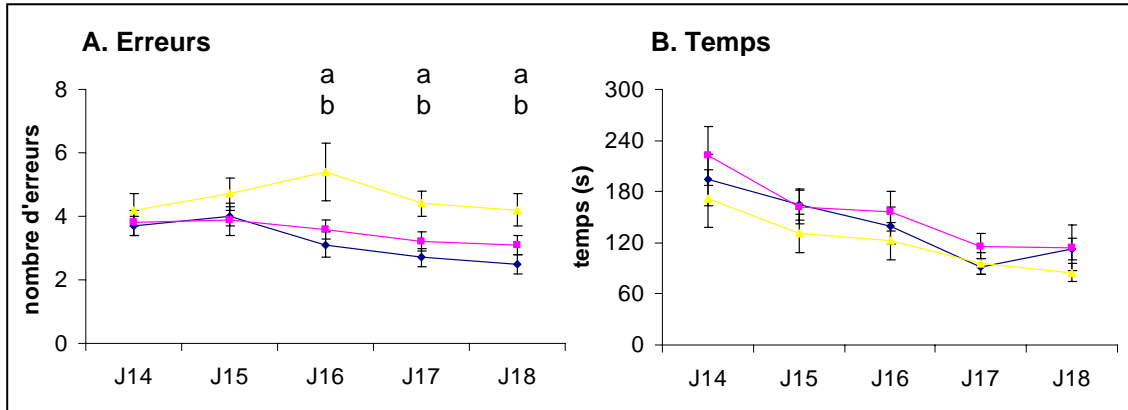 A. Erreurs
8
6
4
2
0
nombre d'erreurs
a
b
a
b
a
b
J14 J15 J16 J17 J18
B. Temps
300
240
180
120
60
0
temps (s)
J14 J15 J16 J17 J18